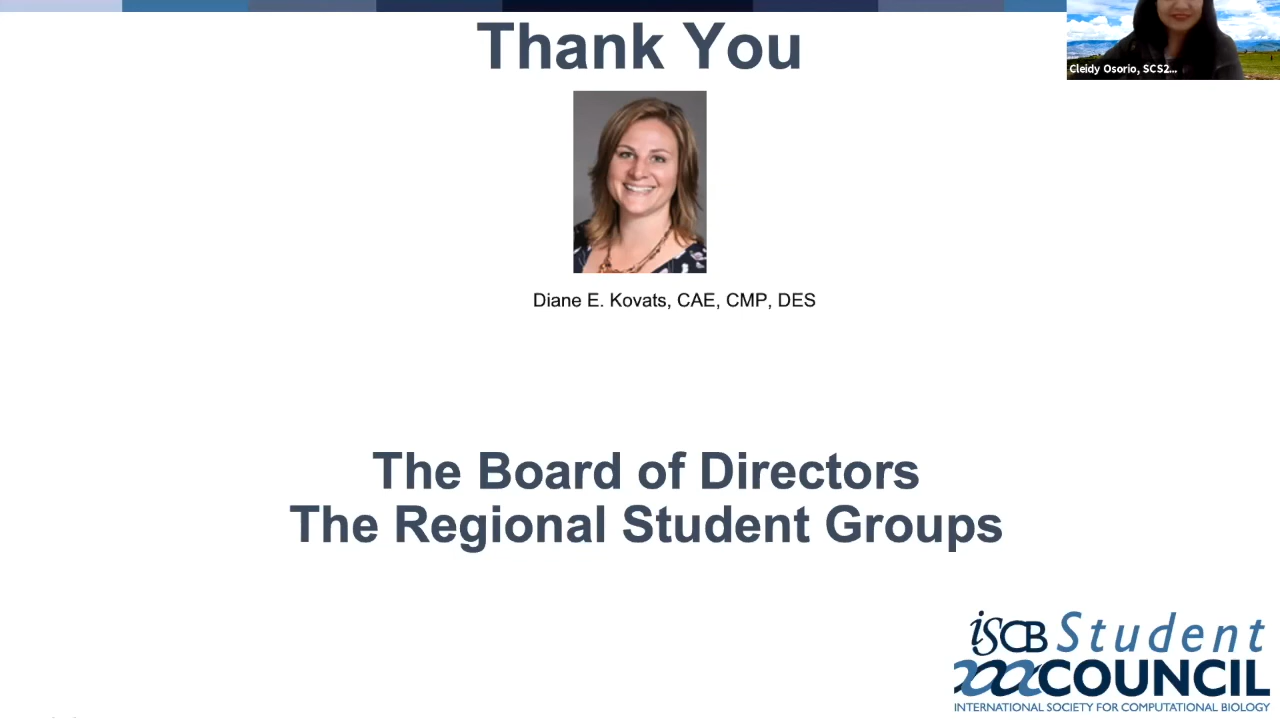 Thank You
Cleidy Osorio, SCS2...
Diane E. Kovats, CAE, CMP, DES
The Board of Directors
The Regional Student Groups
iSCB Student
COUNCIL
INTERNATIONAL SOCIETY FOR COMPUTATIONAL BIOLOGY